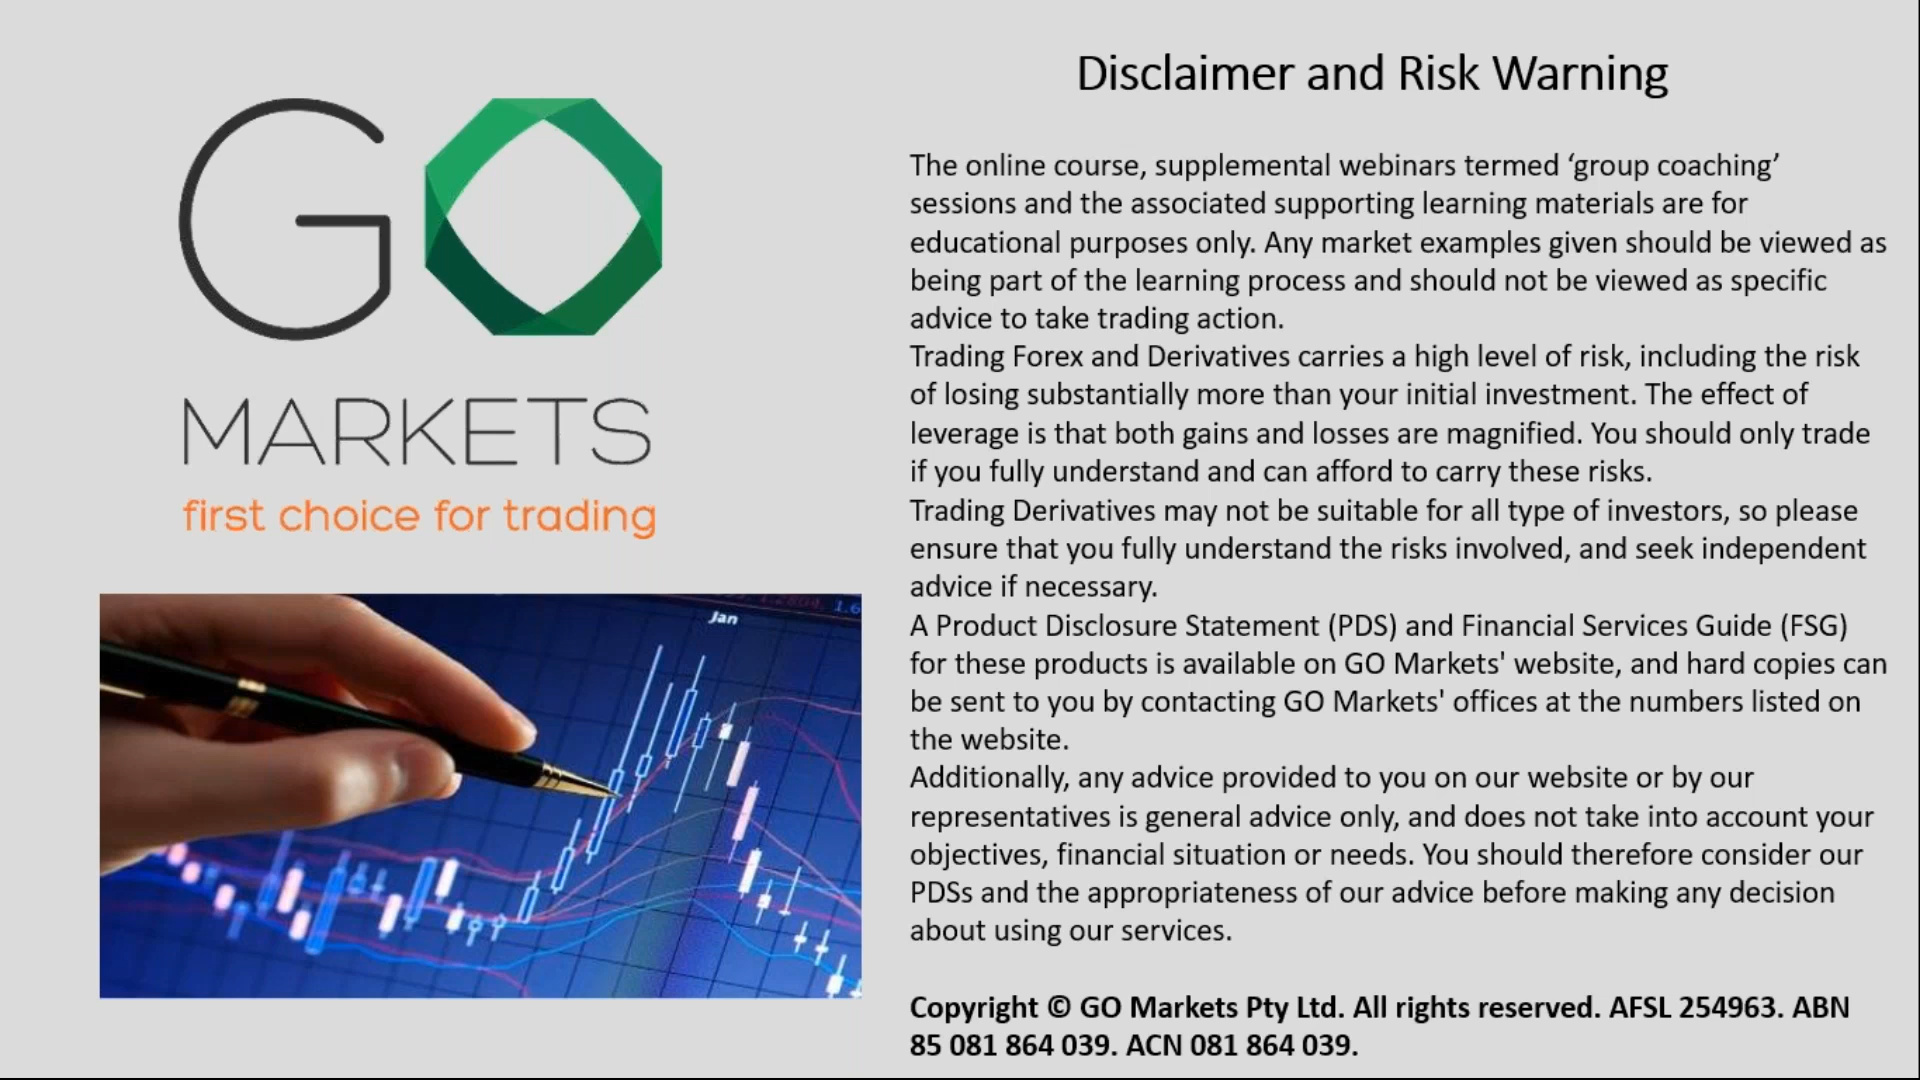 GO
MARKETS
first choice for trading
Jan
Disclaimer and Risk Warning
The online course, supplemental webinars termed ‘group coaching’
sessions and the associated supporting learning materials are for
educational purposes only. Any market examples given should be viewed as
being part of the learning process and should not be viewed as specific
advice to take trading action.
Trading Forex and Derivatives carries a high level of risk, including the risk
of losing substantially more than your initial investment. The effect of
leverage is that both gains and losses are magnified. You should only trade
if you fully understand and can afford to carry these risks.
Trading Derivatives may not be suitable for all type of investors, so please
ensure that you fully understand the risks involved, and seek independent
advice if necessary.
A Product Disclosure Statement (PDS) and Financial Services Guide (FSG)
for these products is available on GO Markets' website, and hard copies can
be sent to you by contacting GO Markets' offices at the numbers listed on
the website.
Additionally, any advice provided to you on our website or by our
representatives is general advice only, and does not take into account your
objectives, financial situation or needs. You should therefore consider our
PDSs and the appropriateness of our advice before making any decision
about using our services.
Copyright © GO Markets Pty Ltd. All rights reserved. AFSL 254963. ABN
85 081 864 039. ACN 081 864 039.